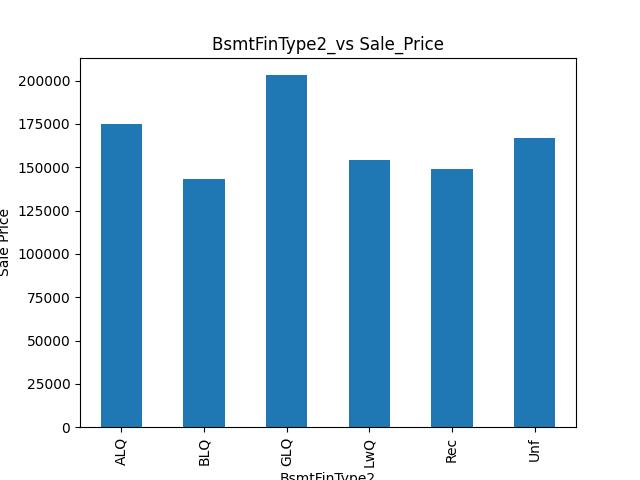 BsmtFinType2_vs Sale_Price
200000
175000
150000
125000
100000
75000
50000
25000
0
Sale Price
ALQ
BLQ
GLQ
LwQ
Rec
Unf
BsmtFinType2